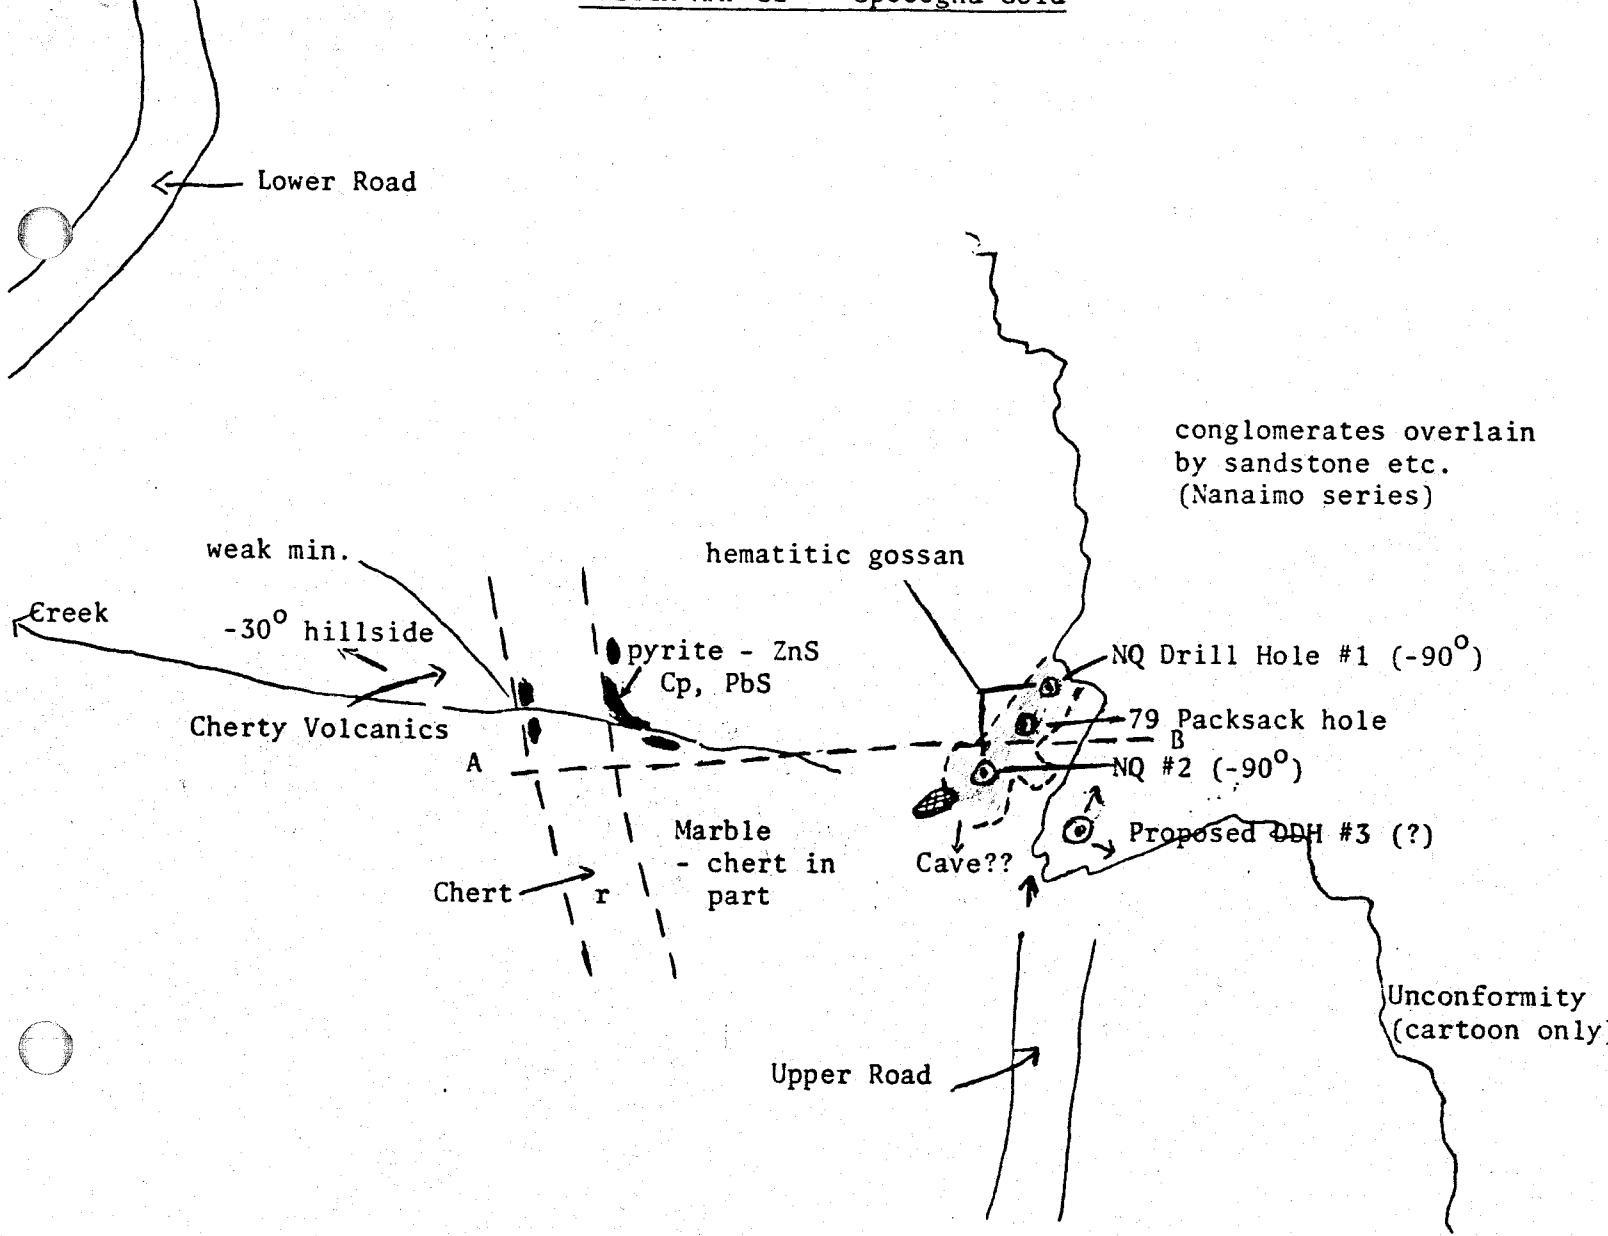 Gold
Lower Road
conglomerates overlain
by sandstone etc.
(Nanaimo series)
weak min.
hematitic gossan
Creek
-30° hillside
pyrite - ZnS
Cp, PbS
NQ Drill Hole #1 (-90°)
Cherty Volcanics
79 Packsack hole
B
A
NQ #2 (-90°)
Marble
- chert in
part
Proposed DDH #3 (?)
Cave??
Chert
r
Unconformity
(cartoon only)
Upper Road